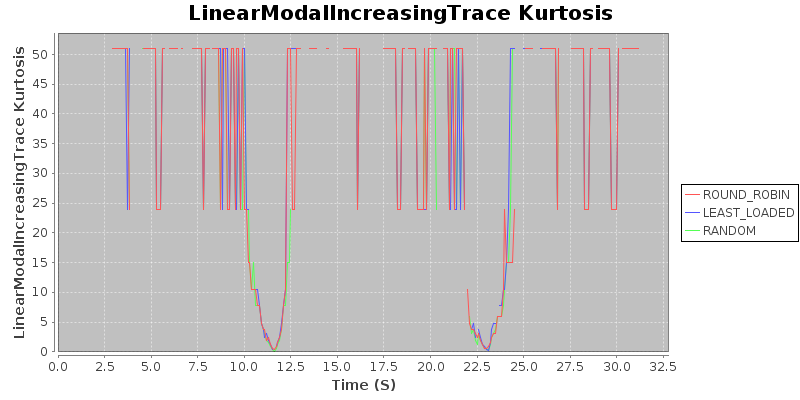 LinearModalIncreasingTrace Kurtosis
LinearModalIncreasingTrace Kurtosis
50
45
40
35
30
25
20
15
10
5
0
0.0 2.5 5.0 7.5 10.0 12.5 15.0 17.5 20.0 22.5 25.0 27.5 30.0 32.5
Time (S)
ROUND_ROBIN
LEAST_LOADED
RANDOM